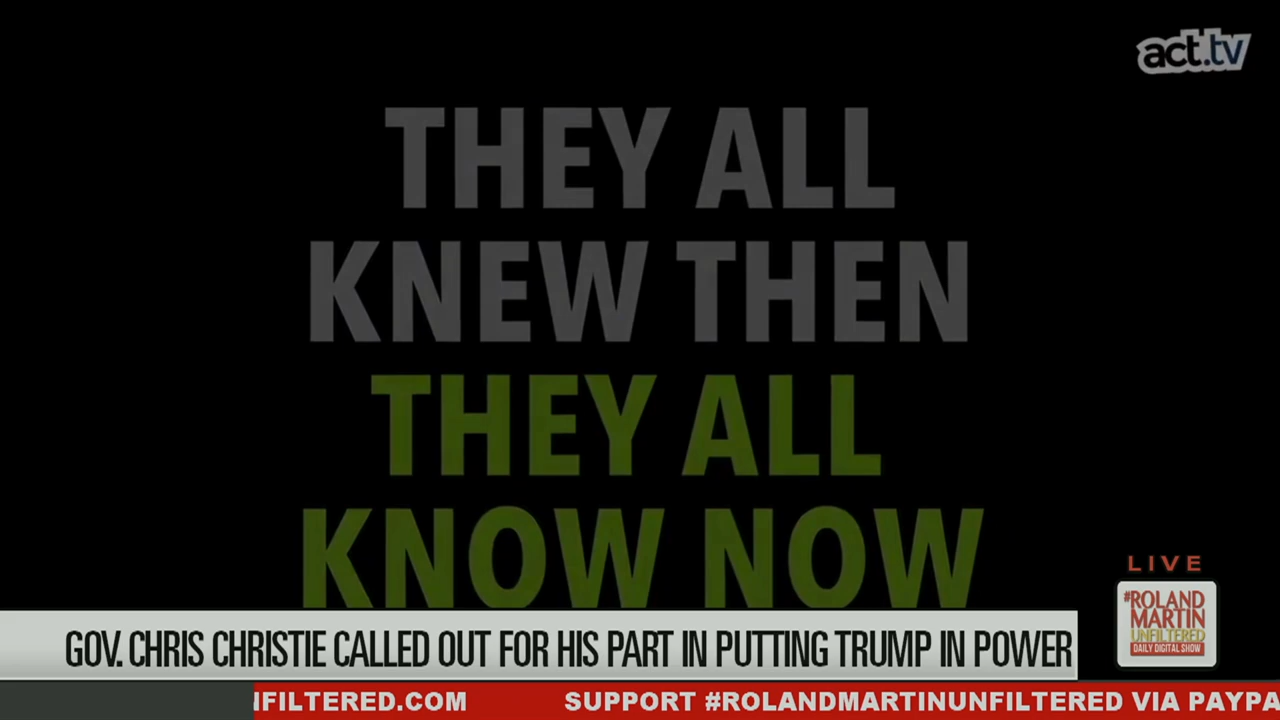 act.tv
THEY ALL
KNEW THEN
THEY ALL
KNOW NOW
LIVE
#ROLAND
MARTIN
UNFILTERED
DAILY DIGITAL SHOW
GOV. CHRIS CHRISTIE CALLED OUT FOR HIS PART IN PUTTING TRUMP IN POWER
NFILTERED.COM SUPPORT #ROLANDMARTINUNFILTERED VIA PAYPA